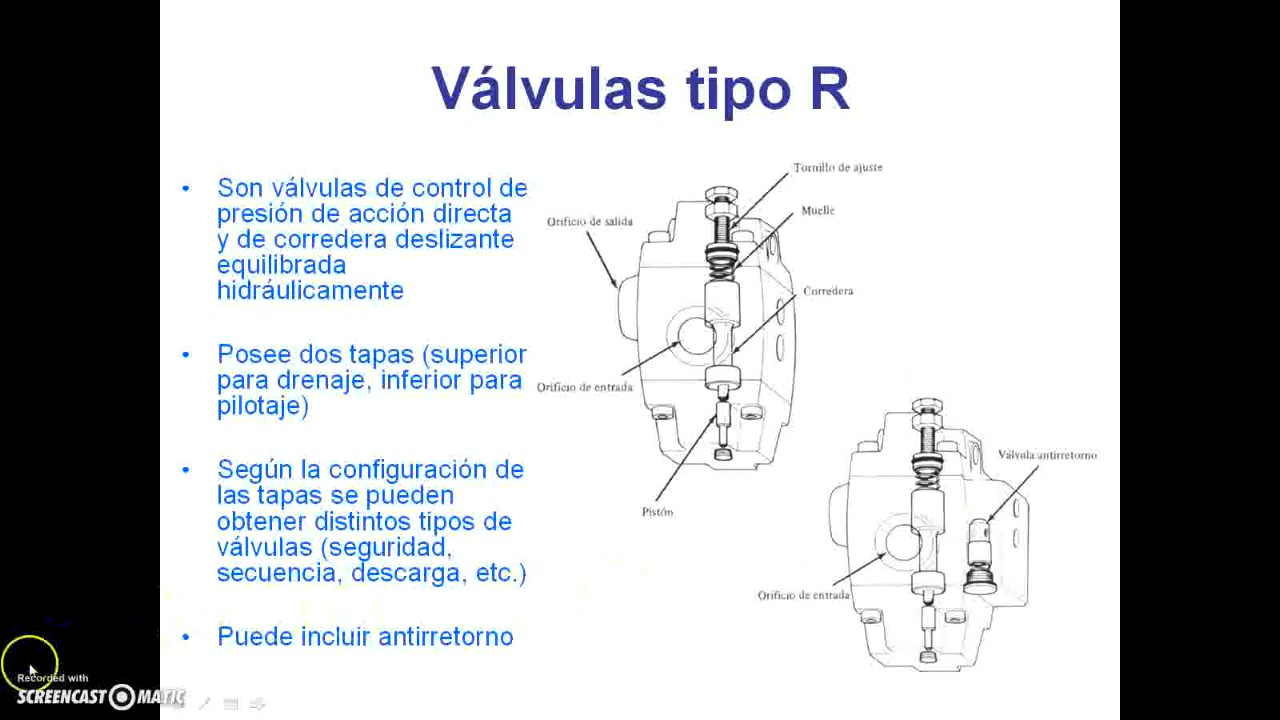 Válvulas tipo R
• Son válvulas de control de
presión de acción directa
y de corredera deslizante
equilibrada
hidráulicamente
• Posee dos tapas (superior
para drenaje, inferior para
pilotaje)
• Según la configuración de
las tapas se pueden
obtener distintos tipos de
válvulas (seguridad,
secuencia, descarga, etc.)
• Puede incluir antirretorno
Tornillo de ajuste
Muelle
Orificio de salida
Corredera
Orificio de entrada
Pistón
Válvula antirretorno
Orificio de entrada
Recorded with
SCREENCAST MATIC